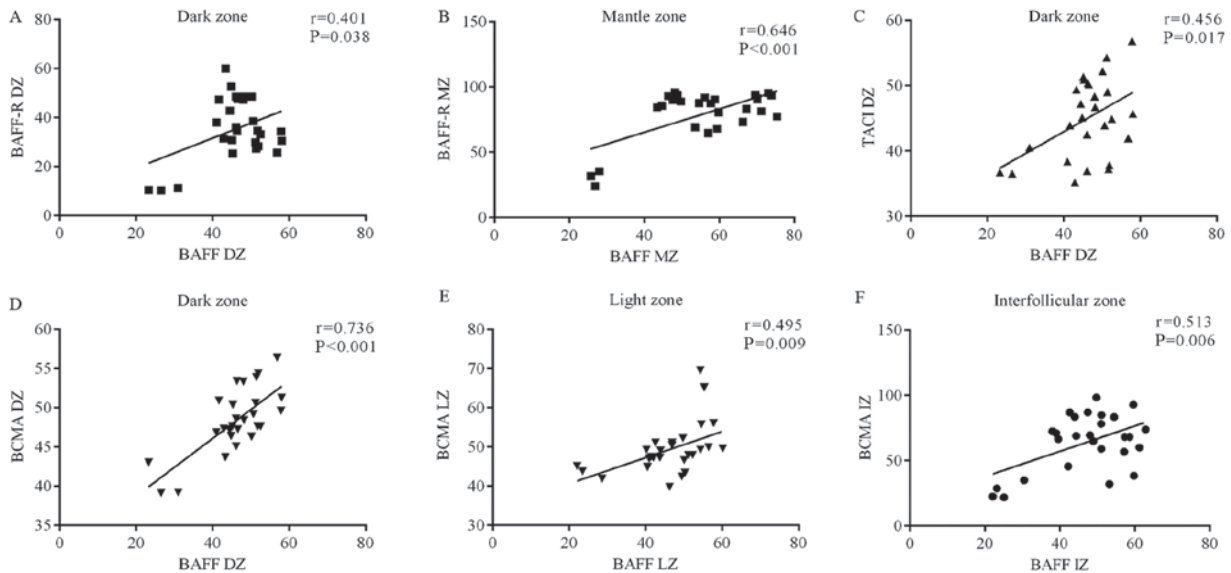 A
Dark zone
r=0.401
P=0.038
BAFF-R DZ
80
60
40
20
0
0 20 40 60 80
BAFF DZ
B
Mantle zone
r=0.646
P<0.001
BAFF-R MZ
150
100
50
0
0 20 40 60 80
BAFF MZ
C
Dark zone
r=0.456
P=0.017
TACI DZ
60
50
40
30
0 20 40 60 80
BAFF DZ
D
Dark zone
r=0.736
P<0.001
BCMA DZ
60
55
50
45
40
35
0 20 40 60 80
BAFF DZ
E
Light zone
r=0.495
P=0.009
BCMA LZ
80
70
60
50
40
30
0 20 40 60 80
BAFF LZ
F
Interfollicular zone
r=0.513
P=0.006
BCMA IZ
150
100
50
0
0 20 40 60 80
BAFF IZ